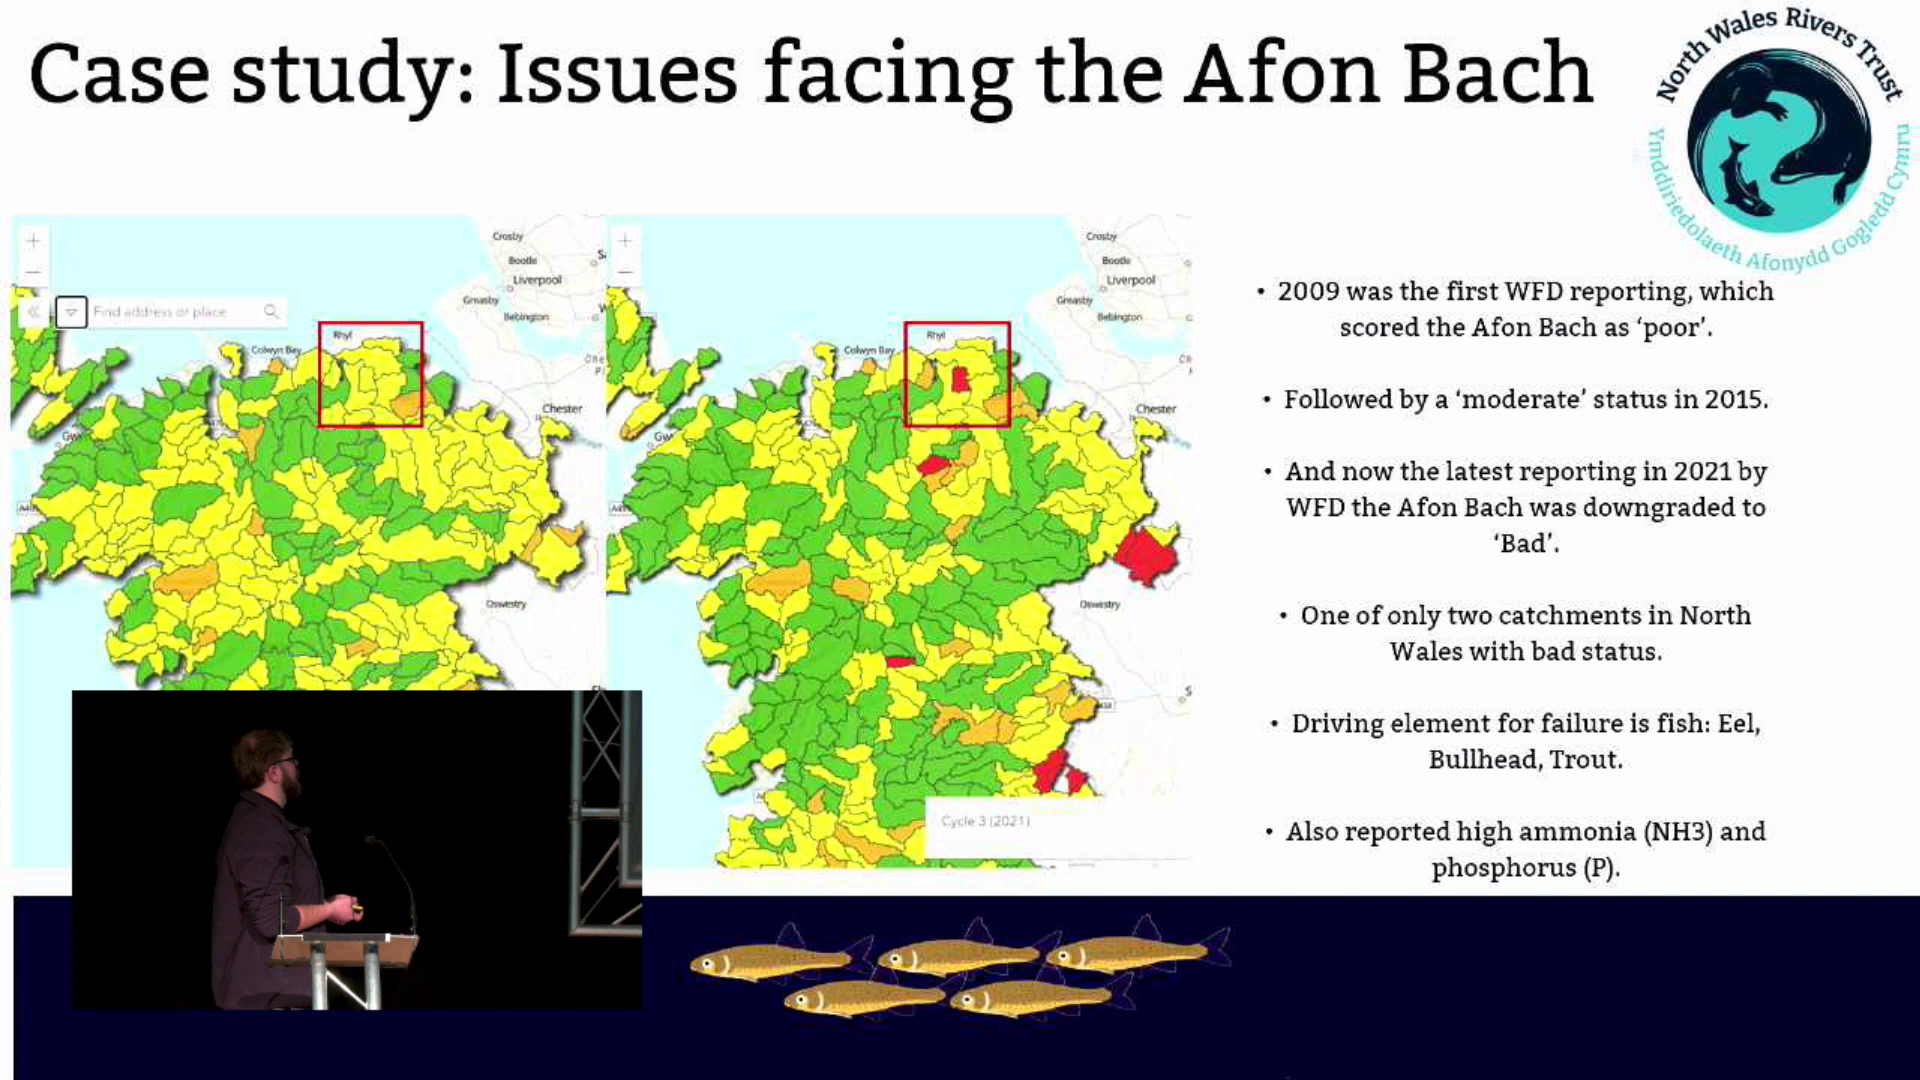 Case study: Issues facing the Afon Bach
North Wales Rivers Trust
Ymddiriedolaeth Afonydd Gogledd Cymru
Crosby
Bootle
Liverpool
Greasby
Bebington
Find address or place
Rhyl
Colwyn Bay
Chester
Oswestry
Crosby
Bootle
Liverpool
Greasby
Bebington
Rhyl
Colwyn Bay
Chester
Oswestry
Cycle 3 (2021)
• 2009 was the first WFD reporting, which
scored the Afon Bach as ‘poor’.
• Followed by a ‘moderate’ status in 2015.
• And now the latest reporting in 2021 by
WFD the Afon Bach was downgraded to
‘Bad’.
• One of only two catchments in North
Wales with bad status.
• Driving element for failure is fish: Eel,
Bullhead, Trout.
• Also reported high ammonia (NH3) and
phosphorus (P).